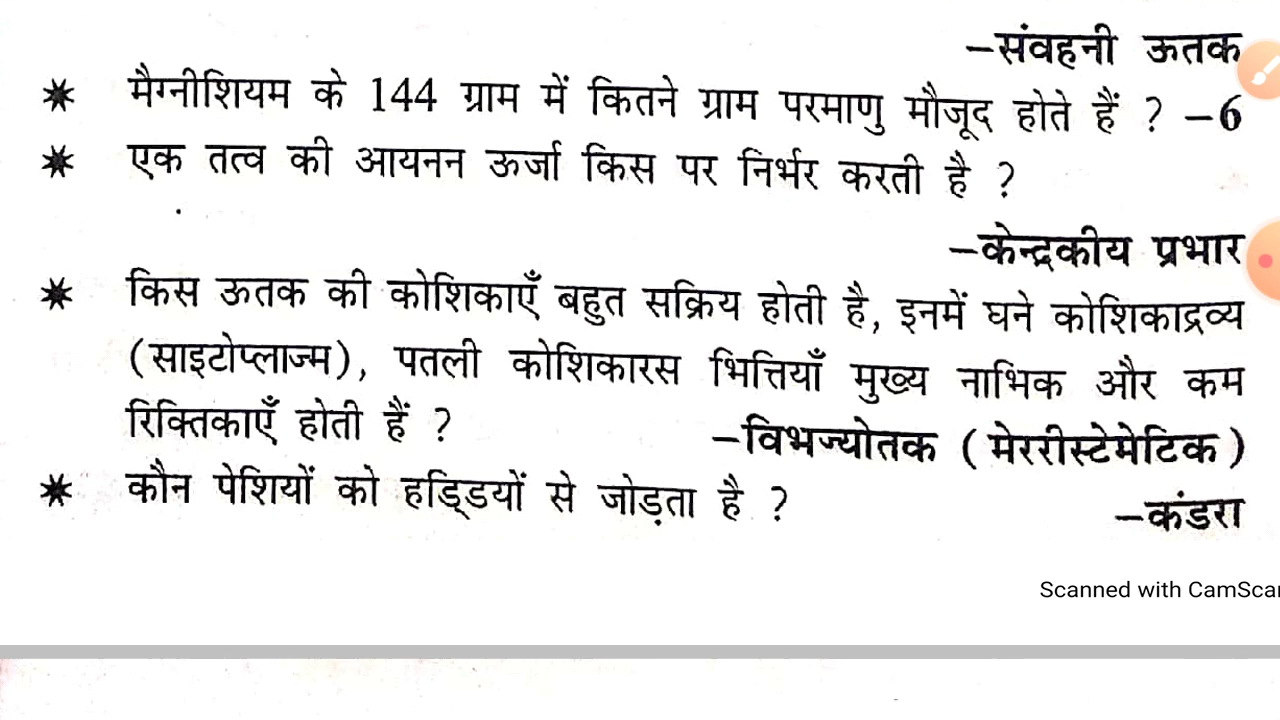 –संवहनी ऊतक
* मैग्नीशियम के 144 ग्राम में कितने ग्राम परमाणु मौजूद होते हैं ? –6
* एक तत्व की आयनन ऊर्जा किस पर निर्भर करती है ?
–केन्द्रकीय प्रभार
* किस ऊतक की कोशिकाएँ बहुत सक्रिय होती है, इनमें घने कोशिकाद्रव्य
(साइटोप्लाज्म), पतली कोशिकारस भित्तियाँ मुख्य नाभिक और कम
रिक्तिकाएँ होती हैं ? –विभज्योतक (मेररीस्टेमेटिक)
* कौन पेशियों को हड्डियों से जोड़ता है ? –कंडरा
Scanned with CamScan